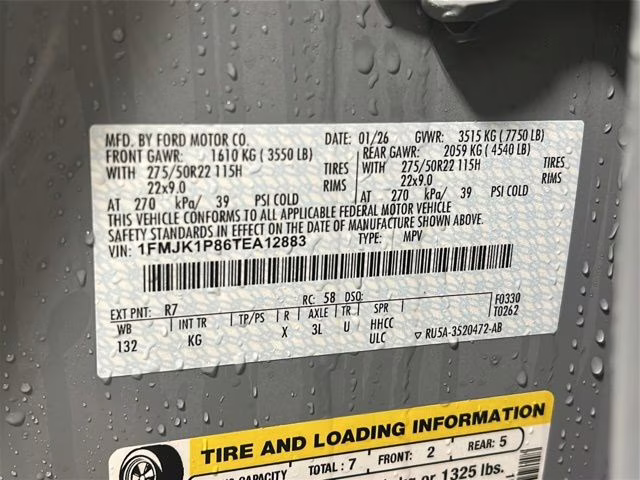 MFD. BY FORD MOTOR CO. DATE: 01/26 GVWR: 3515 KG ( 7750 LB)
FRONT GAWR: 1610 KG ( 3550 LB) REAR GAWR: 2059 KG ( 4540 LB)
WITH 275/50R22 115H TIRES WITH 275/50R22 115H TIRES
22x9.0 RIMS 22x9.0 RIMS
AT 270 kPa/ 39 PSI COLD AT 270 kPa/ 39 PSI COLD
THIS VEHICLE CONFORMS TO ALL APPLICABLE FEDERAL MOTOR VEHICLE
SAFETY STANDARDS IN EFFECT ON THE DATE OF MANUFACTURE SHOWN ABOVE.
VIN: 1FMJK1P86TEA12883 TYPE: MPV
EXT PNT: R7 RC: 58 DSO: F0330
WB INT TR TP/PS R AXLE TR SPR T0262
132 KG X 3L U HHCC
ULC ▽ RU5A-3520472-AB
TIRE AND LOADING INFORMATION
CAPACITY TOTAL : 7 FRONT: 2 REAR: 5
kg or 1325 lbs.